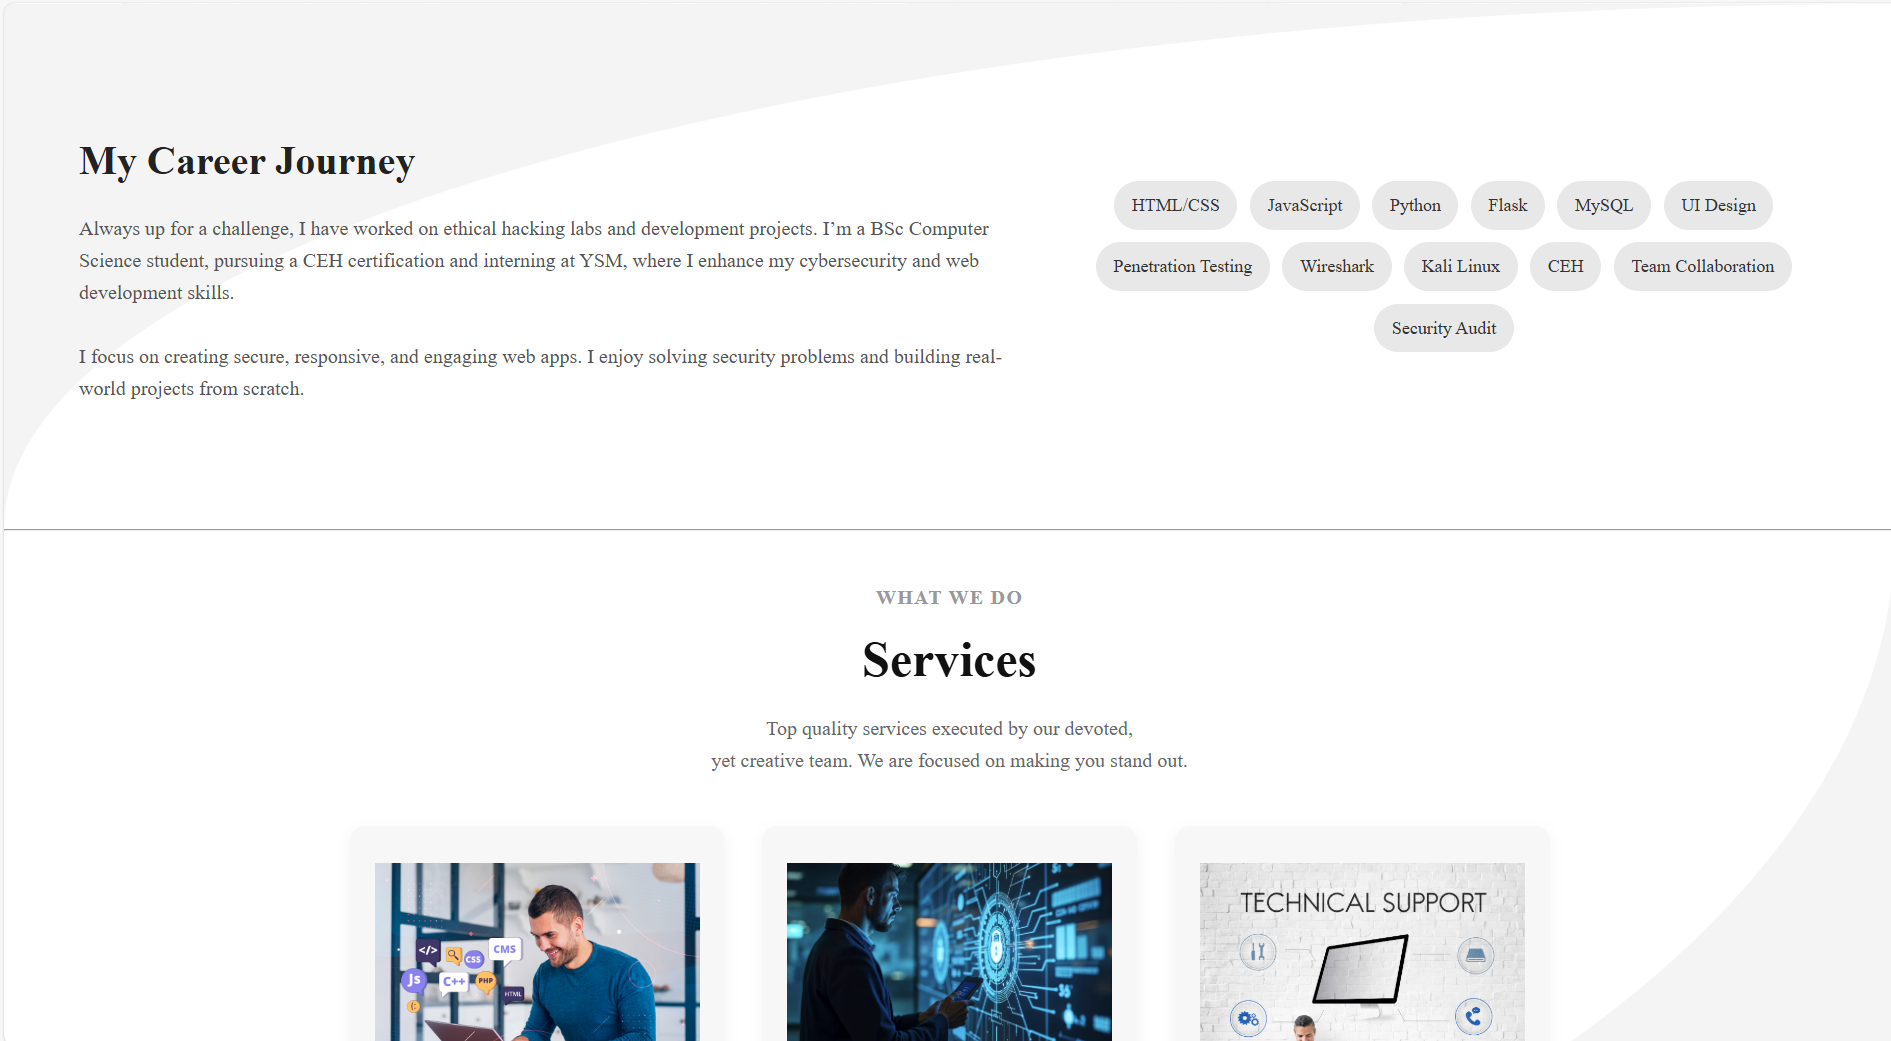 My Career Journey
Always up for a challenge, I have worked on ethical hacking labs and development projects. I’m a BSc Computer
Science student, pursuing a CEH certification and interning at YSM, where I enhance my cybersecurity and web
development skills.
I focus on creating secure, responsive, and engaging web apps. I enjoy solving security problems and building real-
world projects from scratch.
HTML/CSS JavaScript Python Flask MySQL UI Design
Penetration Testing Wireshark Kali Linux CEH Team Collaboration
Security Audit
WHAT WE DO
Services
Top quality services executed by our devoted,
yet creative team. We are focused on making you stand out.
</> CSS CMS
Js C++ PHP
HTML
TECHNICAL SUPPORT